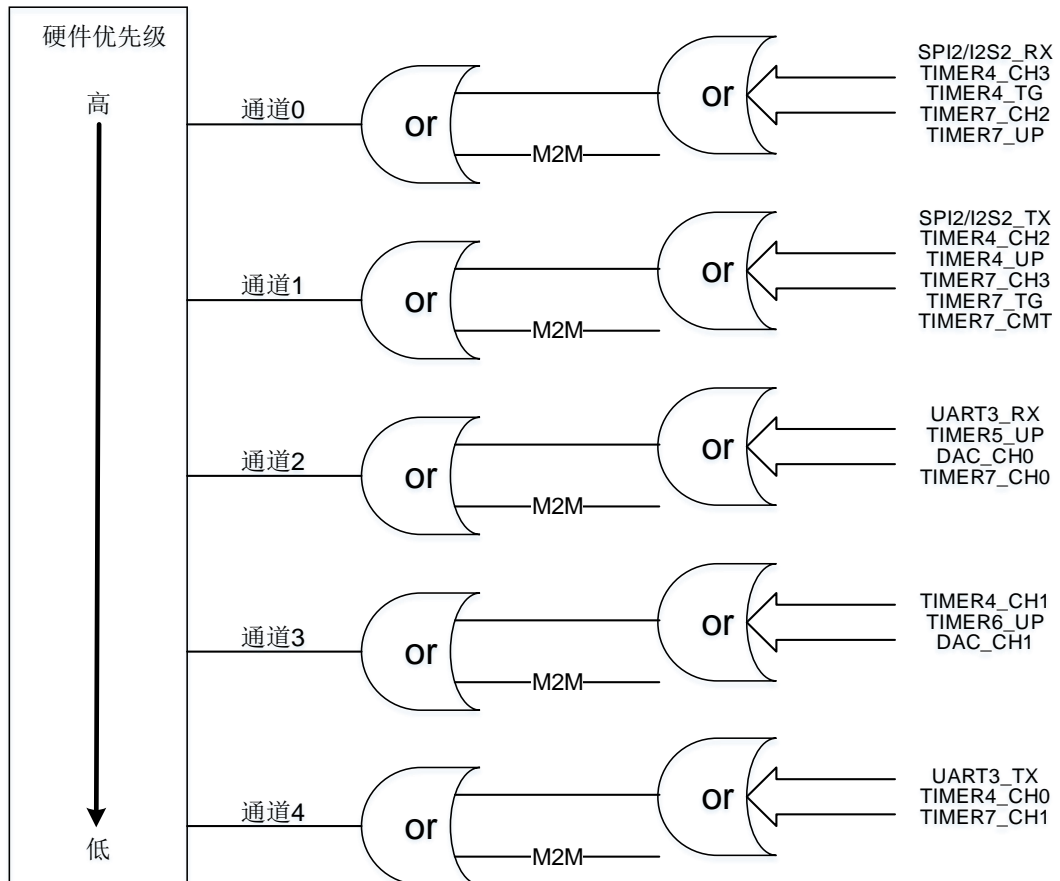 硬件优先级
高
低
通道0
or
M2M
or
SPI2/I2S2_RX
TIMER4_CH3
TIMER4_TG
TIMER7_CH2
TIMER7_UP
通道1
or
M2M
or
SPI2/I2S2_TX
TIMER4_CH2
TIMER4_UP
TIMER7_CH3
TIMER7_TG
TIMER7_CMT
通道2
or
M2M
or
UART3_RX
TIMER5_UP
DAC_CH0
TIMER7_CH0
通道3
or
M2M
or
TIMER4_CH1
TIMER6_UP
DAC_CH1
通道4
or
M2M
or
UART3_TX
TIMER4_CH0
TIMER7_CH1